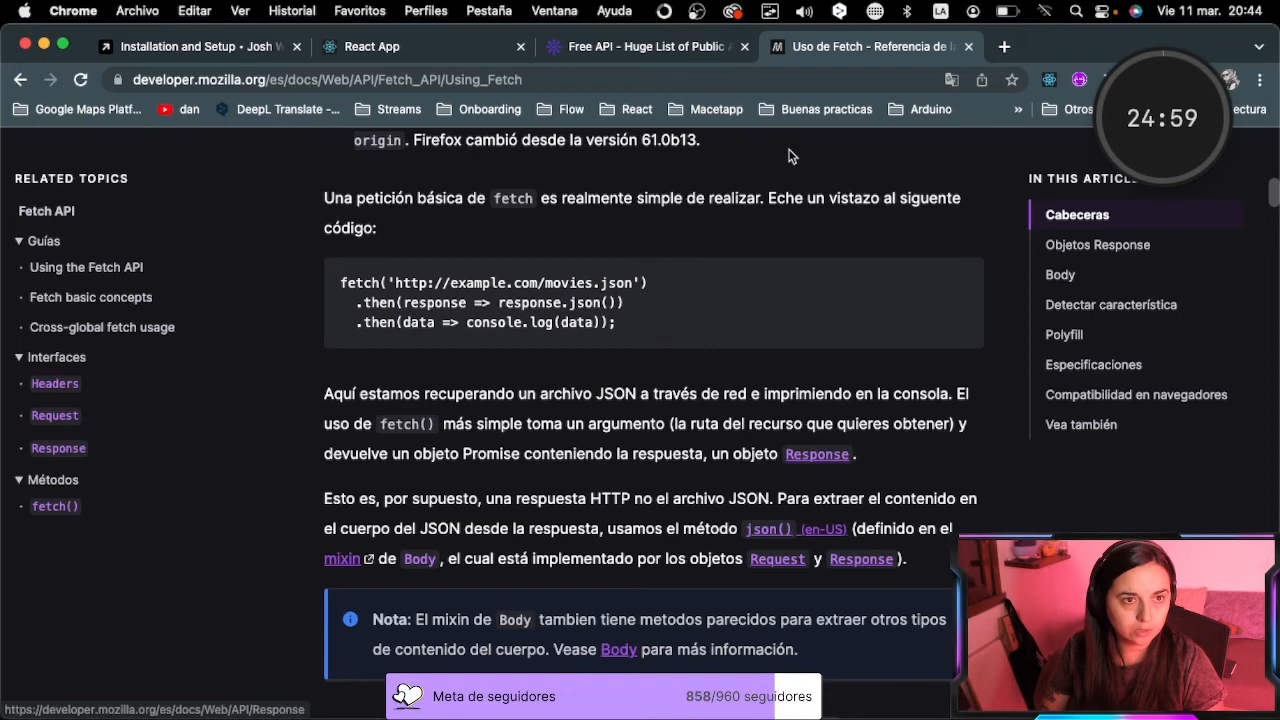 Chrome Archivo Editar Ver Historial Favoritos Perfiles Pestaña Ventana Ayuda LA Vie 11 mar. 20:44
Installation and Setup • Josh W
React App
Free API - Huge List of Public A
Uso de Fetch - Referencia de la
developer.mozilla.org/es/docs/Web/API/Fetch_API/Using_Fetch
Google Maps Platf...
dan
DeepL Translate -...
Streams
Onboarding
Flow
React
Macetapp
Buenas practicas
Arduino
»
Otros
ectura
24:59
origin. Firefox cambió desde la versión 61.0b13.
RELATED TOPICS
Fetch API
Guías
Using the Fetch API
Fetch basic concepts
Cross-global fetch usage
Interfaces
Headers
Request
Response
Métodos
fetch()
Una petición básica de fetch es realmente simple de realizar. Eche un vistazo al siguente
código:
fetch('http://example.com/movies.json')
.then(response => response.json())
.then(data => console.log(data));
Aquí estamos recuperando un archivo JSON a través de red e imprimiendo en la consola. El
uso de fetch() más simple toma un argumento (la ruta del recurso que quieres obtener) y
devuelve un objeto Promise conteniendo la respuesta, un objeto Response.
Esto es, por supuesto, una respuesta HTTP no el archivo JSON. Para extraer el contenido en
el cuerpo del JSON desde la respuesta, usamos el método json() (en-US) (definido en el
mixin de Body, el cual está implementado por los objetos Request y Response).
Nota: El mixin de Body tambien tiene metodos parecidos para extraer otros tipos
de contenido del cuerpo. Vease Body para más información.
IN THIS ARTICL
Cabeceras
Objetos Response
Body
Detectar característica
Polyfill
Especificaciones
Compatibilidad en navegadores
Vea también
Meta de seguidores 858/960 seguidores
https://developer.mozilla.org/es/docs/Web/API/Response